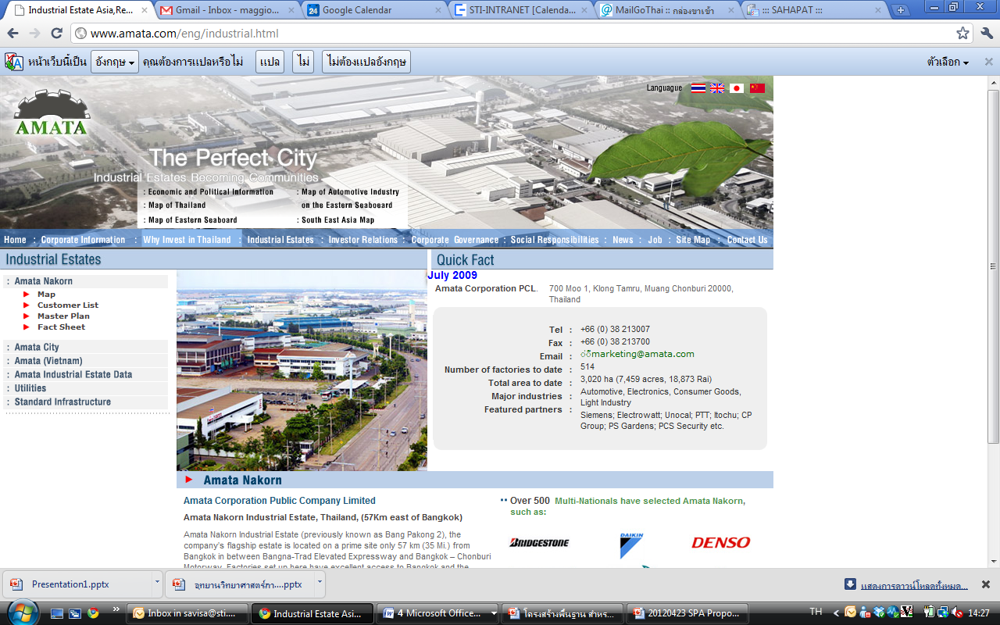 Industrial Estate Asia,Re...
Gmail - Inbox - maggio...
Google Calendar
STI-INTRANET [Calenda...
MailGoThai :: กล่องขาเข้า
::: SAHAPAT :::
www.amata.com/eng/industrial.html
หน้าเว็บนี้เป็น อังกฤษ คุณต้องการแปลหรือไม่ แปล ไม่ ไม่ต้องแปลอังกฤษ ตัวเลือก
Languague
AMATA
The Perfect City
Industrial Estates Becoming Communities
: Economic and Political Information : Map of Automotive Industry
: Map of Thailand on the Eastern Seaboeard
: Map of Eastern Seaboard : South East Asia Map
Home : Corporate Information : Why Invest in Thailand : Industrial Estates : Investor Relations : Corporate Governance : Social Responsibilities : News : Job : Site Map : Contact Us
Industrial Estates
: Amata Nakorn
Map
Customer List
Master Plan
Fact Sheet
: Amata City
: Amata (Vietnam)
: Amata Industrial Estate Data
: Utilities
: Standard Infrastructure
Quick Fact
July 2009
Amata Corporation PCL. 700 Moo 1, Klong Tamru, Muang Chonburi 20000,
Thailand
Tel : +66 (0) 38 213007
Fax : +66 (0) 38 213700
Email : marketing@amata.com
Number of factories to date : 514
Total area to date : 3,020 ha (7,459 acres, 18,873 Rai)
Major industries : Automotive, Electronics, Consumer Goods,
Light Industry
Featured partners : Siemens; Electrowatt; Unocal; PTT; Itochu; CP
Group; PS Gardens; PCS Security etc.
Amata Nakorn
Amata Corporation Public Company Limited
Amata Nakorn Industrial Estate, Thailand, (57Km east of Bangkok)
Amata Nakorn Industrial Estate (previously known as Bang Pakong 2), the
company's flagship estate is located on a prime site only 57 km (35 Mi.) from
Bangkok in between Bangna-Trad Elevated Expressway and Bangkok – Chonburi
Motorway. Factories set up here have excellent access to Bangkok and the
Over 500 Multi-Nationals have selected Amata Nakorn,
such as:
BRIDGESTONE
DAIKIN
DENSO
Presentation1.pptx
อุทยานวิทยาศาสตร์กา....pptx
แสดงการดาวน์โหลดทั้งหมด...
Inbox in savisa@sti....
Industrial Estate Asi...
4 Microsoft Office...
โครงสร้างพื้นฐาน สำหร...
20120423 SPA Propo...
TH
14:27